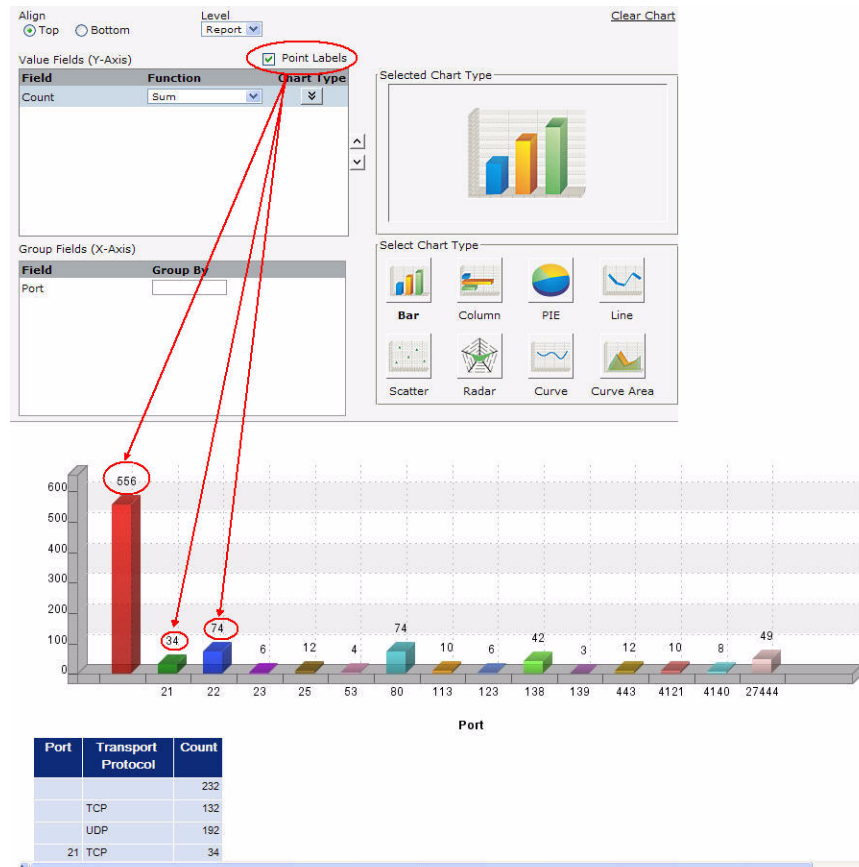 Align Level Clear Chart
Top Bottom Report
Value Fields (Y-Axis) Point Labels
Field Function Chart Type
Count Sum
Selected Chart Type
Group Fields (X-Axis)
Field Group By
Port
Select Chart Type
Bar Column PIE Line
Scatter Radar Curve Curve Area
600
500
400
300
200
100
0
556 34 74 6 12 4 74 10 6 42 3 12 10 8 49
21 22 23 25 53 80 113 123 138 139 443 4121 4140 27444
Port
Port Transport Protocol Count
232
TCP 132
UDP 192
21 TCP 34